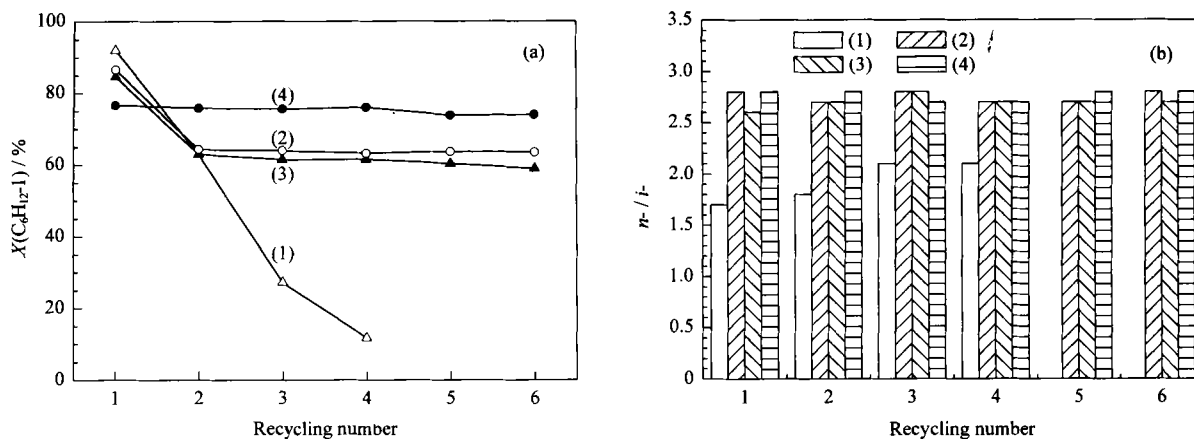 100
80
60
40
20
0
X(C₆H₁₂-1) / %
(a)
(4)
(2)
(3)
(1)
1 2 3 4 5 6
Recycling number
3.5
3.0
2.5
2.0
1.5
1.0
0.5
0
n- / i-
(1) (2)
(3) (4)
(b)
1 2 3 4 5 6
Recycling number